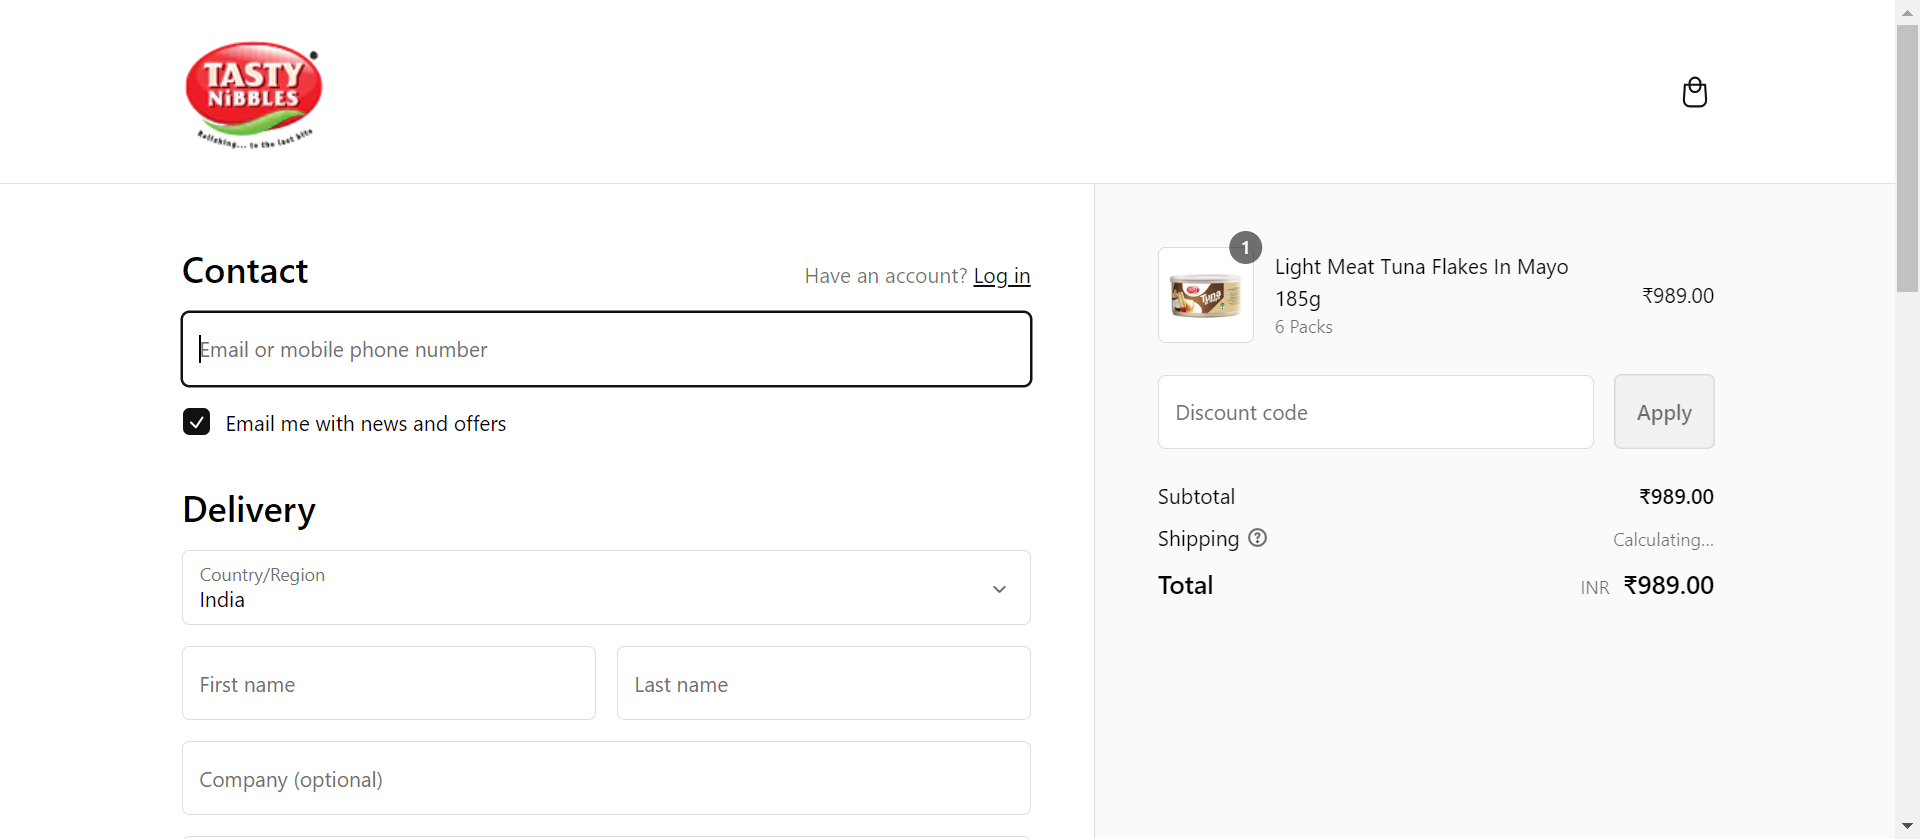 TASTY
NiBBLES
Relishing... to the last bite
Contact
Have an account? Log in
Email or mobile phone number
Email me with news and offers
Delivery
Country/Region
India
First name
Last name
Company (optional)
1
Light Meat Tuna Flakes In Mayo
185g
6 Packs
₹989.00
Tuna
Discount code
Apply
Subtotal
₹989.00
Shipping
Calculating...
Total
INR ₹989.00